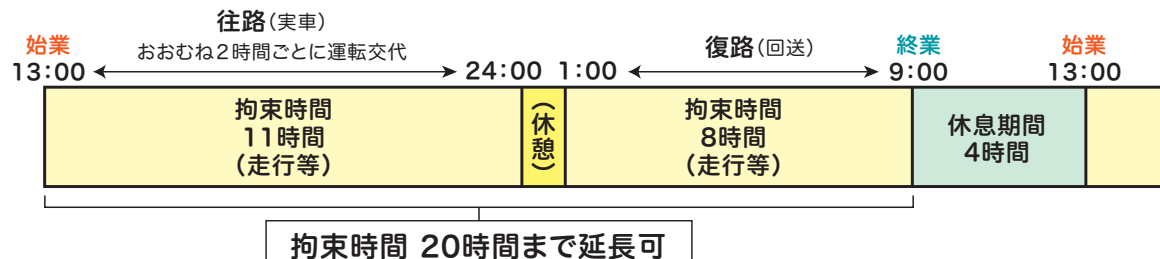 往路(実車)
おおむね2時間ごとに運転交代
復路(回送)
始業
終業
始業
13:00
24:00
1:00
9:00
13:00
拘束時間
11時間
(走行等)
(休憩)
拘束時間
8時間
(走行等)
休息期間
4時間
拘束時間 20時間まで延長可